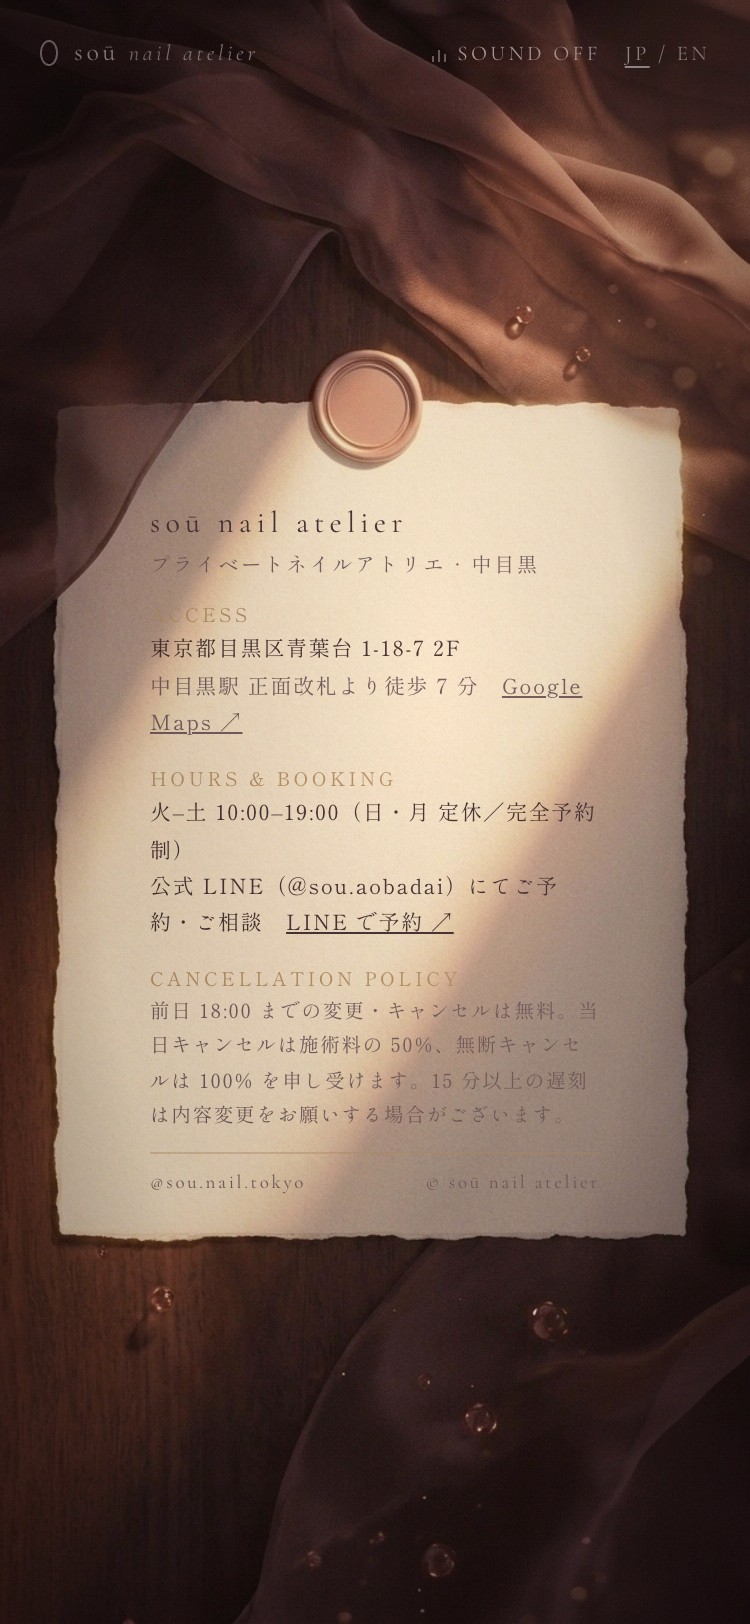 soū nail atelier
SOUND OFF JP / EN
soū nail atelier
プライベートネイルアトリエ · 中目黒
ACCESS
東京都目黒区青葉台 1-18-7 2F
中目黒駅 正面改札より徒歩 7 分 Google
Maps ↗
HOURS & BOOKING
火–土 10:00–19:00（日・月 定休／完全予約
制）
公式 LINE（@sou.aobadai）にてご予
約・ご相談 LINE で予約 ↗
CANCELLATION POLICY
前日 18:00 までの変更・キャンセルは無料。当
日キャンセルは施術料の 50%、無断キャンセ
ルは 100% を申し受けます。15 分以上の遅刻
は内容変更をお願いする場合がございます。
@sou.nail.tokyo
© soū nail atelier